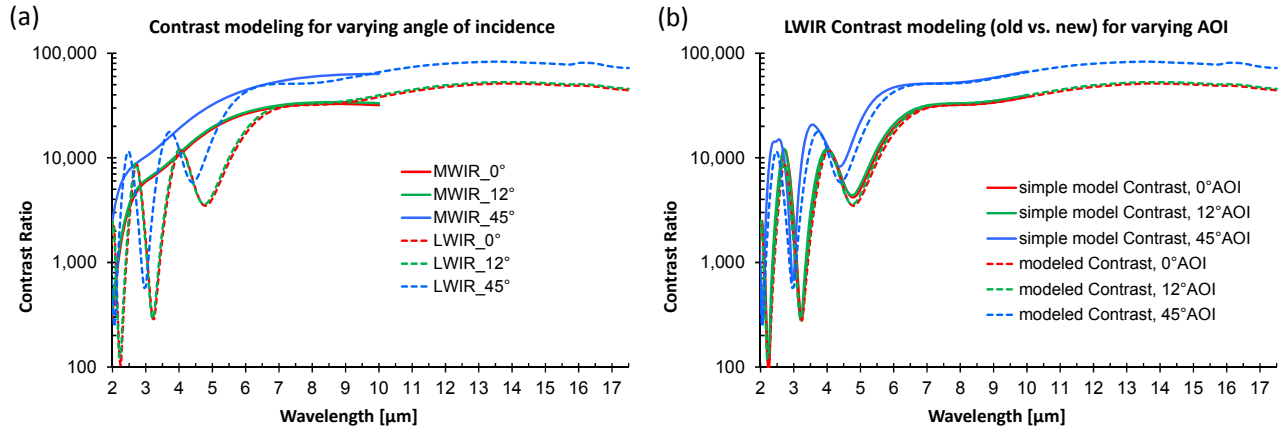 (a)
Contrast modeling for varying angle of incidence
100,000
10,000
1,000
100
Contrast Ratio
MWIR_0°
MWIR_12°
MWIR_45°
LWIR_0°
LWIR_12°
LWIR_45°
2 3 4 5 6 7 8 9 10 11 12 13 14 15 16 17
Wavelength [µm]
(b)
LWIR Contrast modeling (old vs. new) for varying AOI
100,000
10,000
1,000
100
Contrast Ratio
simple model Contrast, 0°AOI
simple model Contrast, 12°AOI
simple model Contrast, 45°AOI
modeled Contrast, 0°AOI
modeled Contrast, 12°AOI
modeled Contrast, 45°AOI
2 3 4 5 6 7 8 9 10 11 12 13 14 15 16 17
Wavelength [µm]